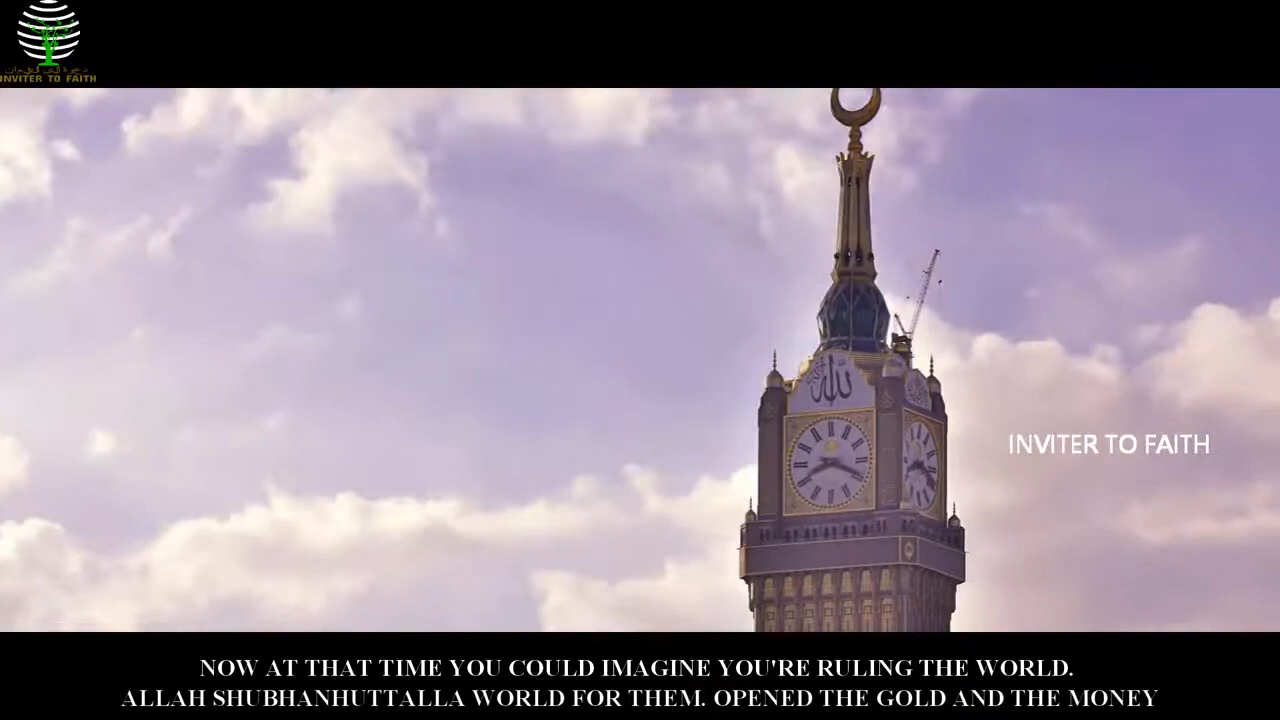 INVITER TO FAITH
الله
INVITER TO FAITH
NOW AT THAT TIME YOU COULD IMAGINE YOU'RE RULING THE WORLD.
ALLAH SHUBHANHUTTALLA WORLD FOR THEM. OPENED THE GOLD AND THE MONEY